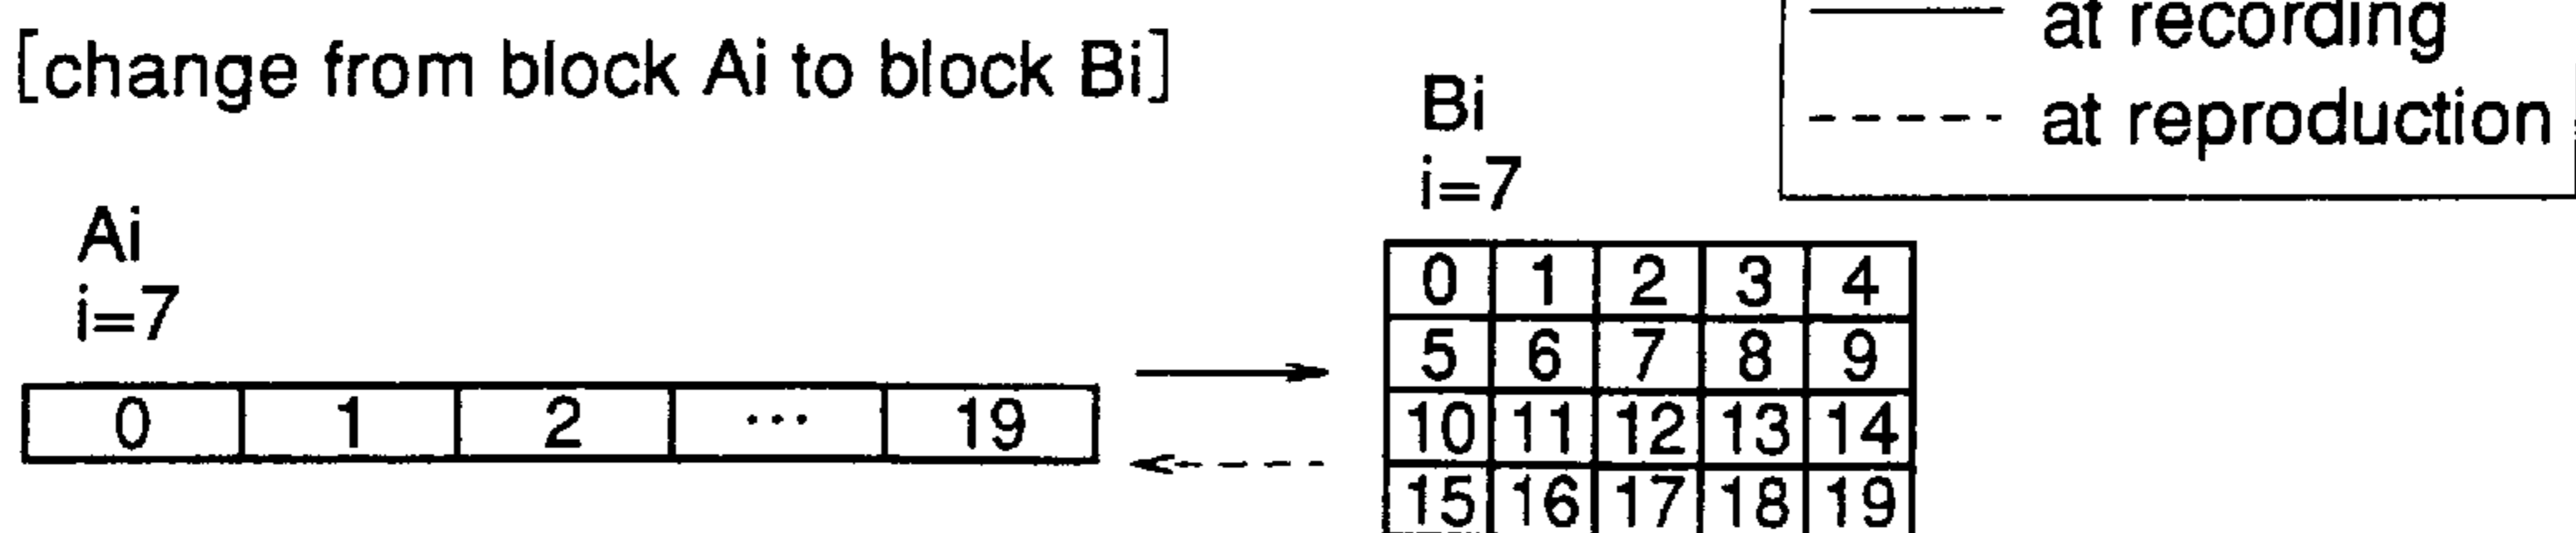 at recording
[change from block Ai to block Bi]
at reproduction
Bi
i=7
Ai
i=7
0 1 2 3 4
5 6 7 8 9
0 1 2 ... 19
10 11 12 13 14
15 16 17 18 19